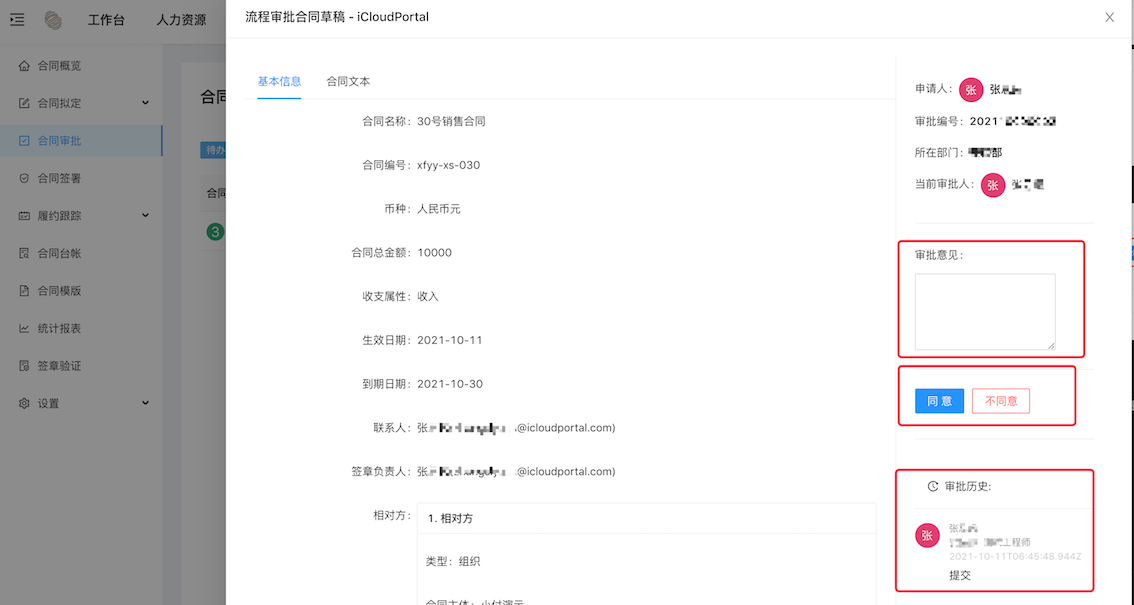 工作台 人力资源
流程审批合同草稿 - iCloudPortal
合同概览
合同拟定
合同审批
合同签署
履约跟踪
合同台帐
合同模版
统计报表
签章验证
设置
合同
待办
合同
3
基本信息 合同文本
合同名称： 30号销售合同
合同编号： xfyy-xs-030
币种： 人民币元
合同总金额： 10000
收支属性： 收入
生效日期： 2021-10-11
到期日期： 2021-10-30
联系人： 张 @icloudportal.com)
签章负责人： 张 @icloudportal.com)
相对方： 1. 相对方
类型： 组织
合同主体： 小付演示
申请人： 张 张
审批编号： 2021
所在部门： 部
当前审批人： 张 张
审批意见：
同 意 不同意
审批历史:
张 张
工程师
2021-10-11T06:45:48.944Z
提交